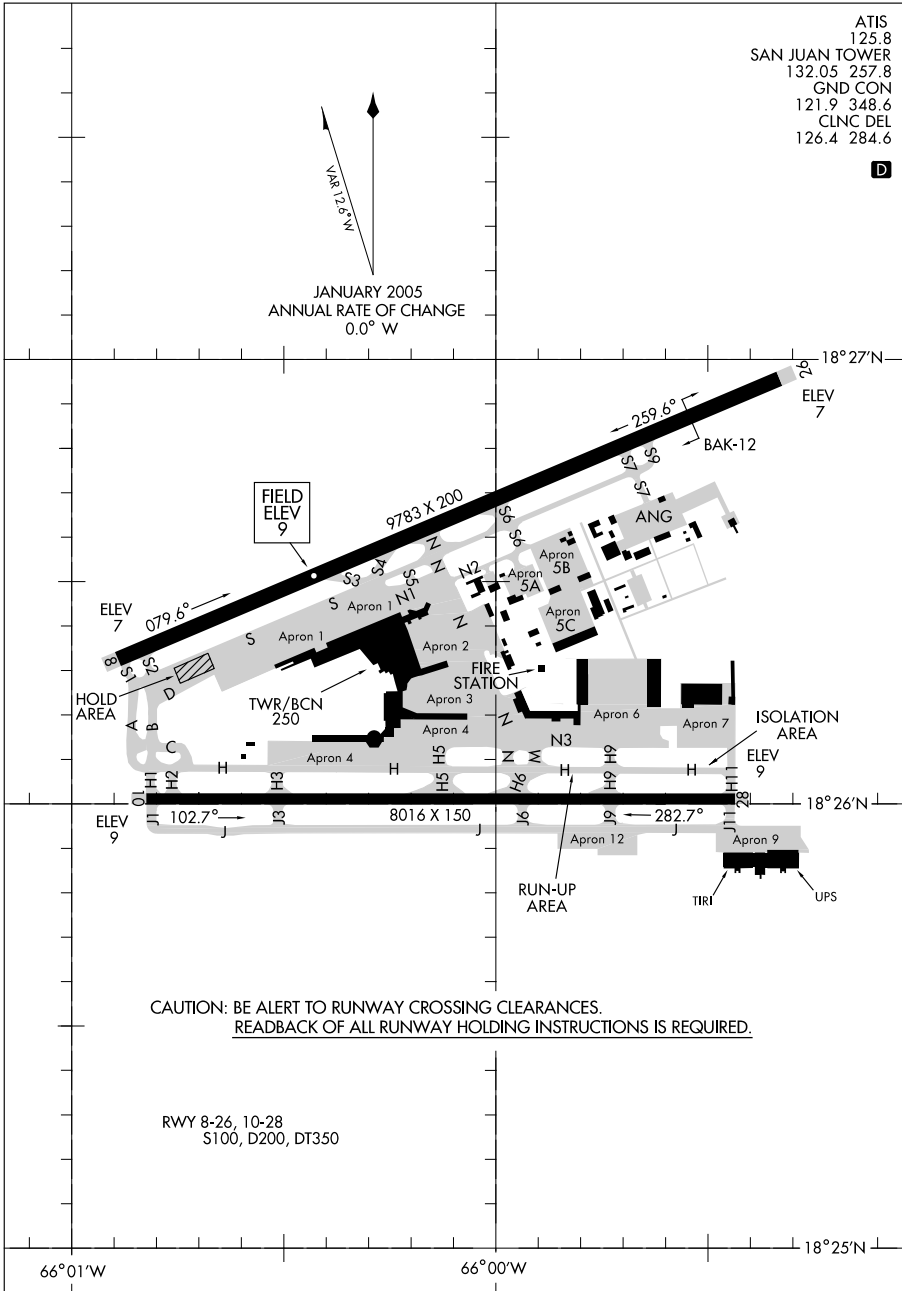 ATIS
125.8
SAN JUAN TOWER
132.05 257.8
GND CON
121.9 348.6
CLNC DEL
126.4 284.6
D
VAR 12.6° W
JANUARY 2005
ANNUAL RATE OF CHANGE
0.0° W
18°27'N
26
ELEV
7
259.6°
BAK-12
S7
S9
S7
ANG
FIELD
ELEV
9
9783 X 200
S6
S6
N
N
N2
S3
S4
S5
N1
Apron
5A
Apron
5B
Apron
5C
ELEV
7
079.6°
8
S1
S2
S
S
Apron 1
Apron 1
N
Apron 2
HOLD
AREA
D
TWR/BCN
250
FIRE
STATION
Apron 3
Apron 4
Apron 4
N
Apron 6
Apron 7
ISOLATION
AREA
A
B
C
N3
H5
N
M
H9
ELEV
9
H1
H2
H
H3
H
H5
H6
H
H9
H
H11
10
28
18°26'N
ELEV
9
J1
102.7°
J
J3
8016 X 150
J
J6
J9
282.7°
J
J11
Apron 12
Apron 9
RUN-UP
AREA
TIRI
UPS
CAUTION: BE ALERT TO RUNWAY CROSSING CLEARANCES.
READBACK OF ALL RUNWAY HOLDING INSTRUCTIONS IS REQUIRED.
RWY 8-26, 10-28
S100, D200, DT350
18°25'N
66°01'W
66°00'W